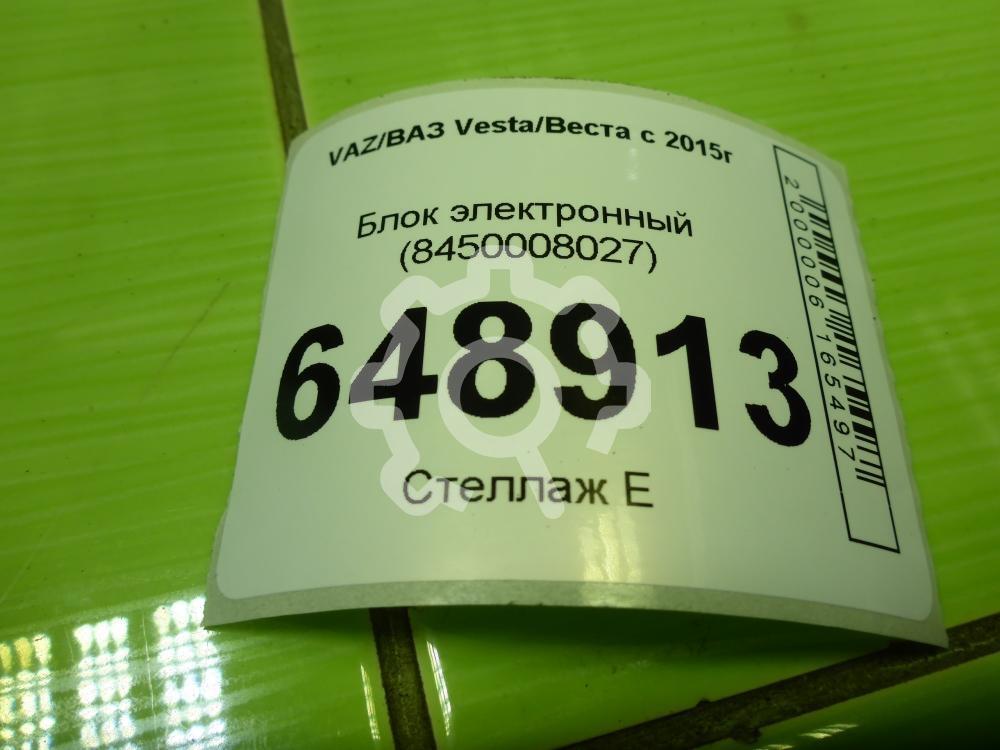 VAZ/ВАЗ Vesta/Веста с 2015г
Блок электронный
(8450008027)
648913
Стеллаж Е
2000006165497